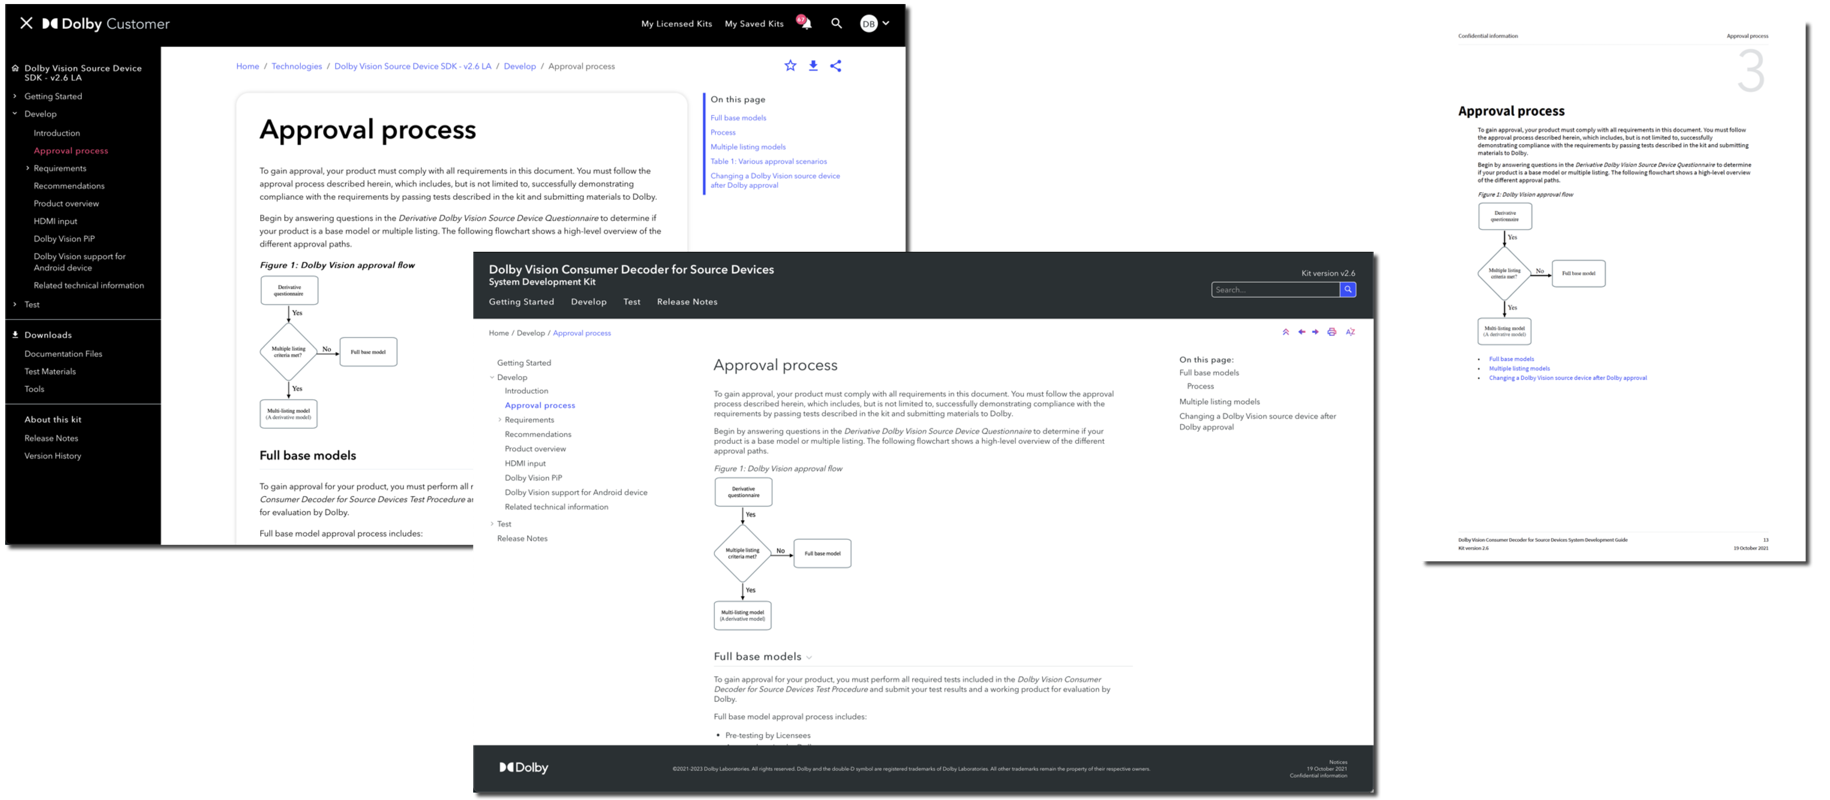 Dolby Customer
My Licensed Kits
My Saved Kits
67
DB
Dolby Vision Source Device
SDK - v2.6 LA
Getting Started
Develop
Introduction
Approval process
Requirements
Recommendations
Product overview
HDMI input
Dolby Vision PiP
Dolby Vision support for
Android device
Related technical information
Test
Downloads
Documentation Files
Test Materials
Tools
About this kit
Release Notes
Version History
Home / Technologies / Dolby Vision Source Device SDK - v2.6 LA / Develop / Approval process
Approval process
To gain approval, your product must comply with all requirements in this document. You must follow the
approval process described herein, which includes, but is not limited to, successfully demonstrating
compliance with the requirements by passing tests described in the kit and submitting materials to Dolby.
Begin by answering questions in the Derivative Dolby Vision Source Device Questionnaire to determine if
your product is a base model or multiple listing. The following flowchart shows a high-level overview of the
different approval paths.
Figure 1: Dolby Vision approval flow
Derivative
questionnaire
Yes
Multiple listing
criteria met?
No
Full base model
Yes
Multi-listing model
(A derivative model)
Full base models
To gain approval for your product, you must perform all r
Consumer Decoder for Source Devices Test Procedure a
for evaluation by Dolby.
Full base model approval process includes:
On this page
Full base models
Process
Multiple listing models
Table 1: Various approval scenarios
Changing a Dolby Vision source device
after Dolby approval
Dolby Vision Consumer Decoder for Source Devices
System Development Kit
Getting Started
Develop
Test
Release Notes
Kit version v2.6
Search...
Home / Develop / Approval process
Getting Started
Develop
Introduction
Approval process
Requirements
Recommendations
Product overview
HDMI input
Dolby Vision PiP
Dolby Vision support for Android device
Related technical information
Test
Release Notes
Approval process
To gain approval, your product must comply with all requirements in this document. You must follow the approval
process described herein, which includes, but is not limited to, successfully demonstrating compliance with the
requirements by passing tests described in the kit and submitting materials to Dolby.
Begin by answering questions in the Derivative Dolby Vision Source Device Questionnaire to determine if your
product is a base model or multiple listing. The following flowchart shows a high-level overview of the different
approval paths.
Figure 1: Dolby Vision approval flow
Derivative
questionnaire
Yes
Multiple listing
criteria met?
No
Full base model
Yes
Multi-listing model
(A derivative model)
Full base models
To gain approval for your product, you must perform all required tests included in the Dolby Vision Consumer
Decoder for Source Devices Test Procedure and submit your test results and a working product for evaluation by
Dolby.
Full base model approval process includes:
• Pre-testing by Licensees
On this page:
Full base models
Process
Multiple listing models
Changing a Dolby Vision source device after
Dolby approval
Dolby
©2021-2023 Dolby Laboratories. All rights reserved. Dolby and the double-D symbol are registered trademarks of Dolby Laboratories. All other trademarks remain the property of their respective owners.
Notices
19 October 2021
Confidential information
Confidential information
Approval process
3
Approval process
To gain approval, your product must comply with all requirements in this document. You must follow
the approval process described herein, which includes, but is not limited to, successfully
demonstrating compliance with the requirements by passing tests described in the kit and submitting
materials to Dolby.
Begin by answering questions in the Derivative Dolby Vision Source Device Questionnaire to determine
if your product is a base model or multiple listing. The following flowchart shows a high-level overview
of the different approval paths.
Figure 1: Dolby Vision approval flow
Derivative
questionnaire
Yes
Multiple listing
criteria met?
No
Full base model
Yes
Multi-listing model
(A derivative model)
• Full base models
• Multiple listing models
• Changing a Dolby Vision source device after Dolby approval
Dolby Vision Consumer Decoder for Source Devices System Development Guide
13
Kit version 2.6
19 October 2021